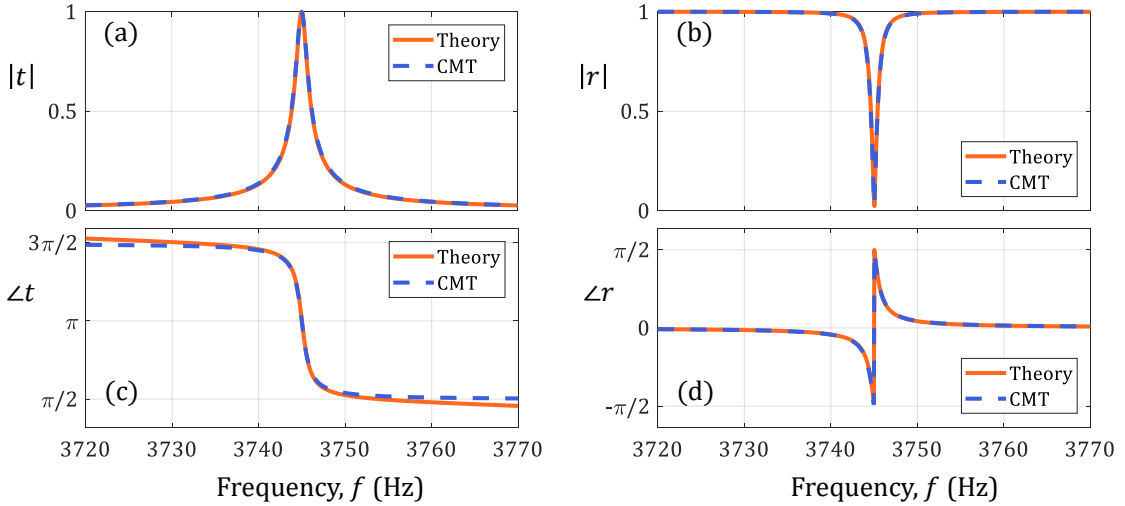 (a)
1
0.5
0
|t|
Theory
CMT
(b)
1
0.5
0
|r|
Theory
CMT
(c)
3π/2
π
π/2
∠t
Theory
CMT
3720 3730 3740 3750 3760 3770
Frequency, f (Hz)
(d)
π/2
0
-π/2
∠r
Theory
CMT
3720 3730 3740 3750 3760 3770
Frequency, f (Hz)